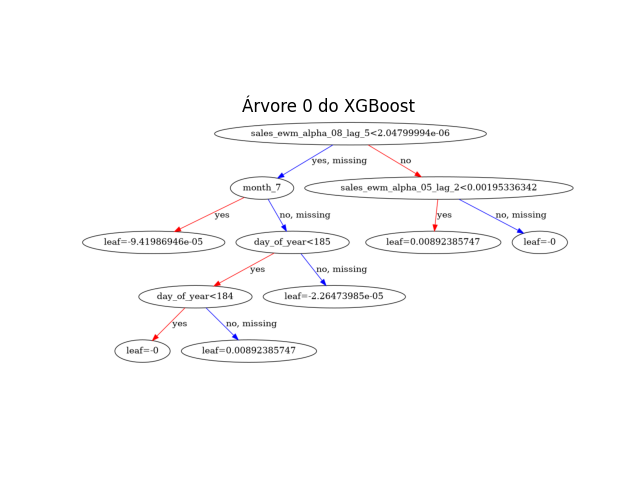 Árvore 0 do XGBoost
sales_ewm_alpha_08_lag_5<2.04799994e-06
yes, missing
no
month_7
sales_ewm_alpha_05_lag_2<0.00195336342
yes
no, missing
yes
no, missing
leaf=-9.41986946e-05
day_of_year<185
leaf=0.00892385747
leaf=-0
yes
no, missing
day_of_year<184
leaf=-2.26473985e-05
yes
no, missing
leaf=-0
leaf=0.00892385747